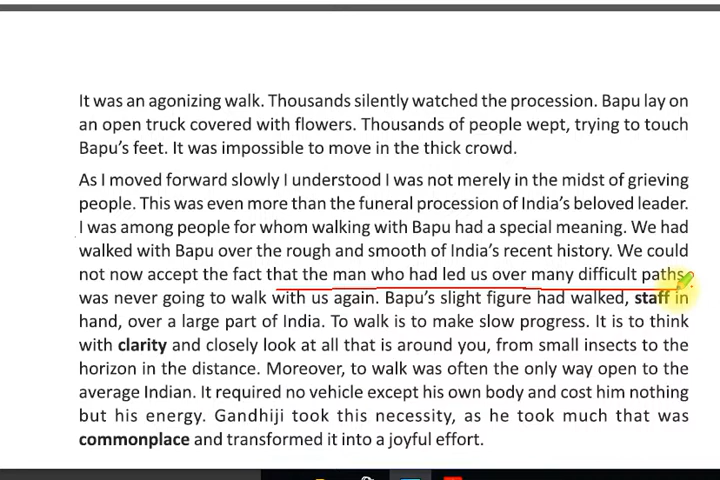 It was an agonizing walk. Thousands silently watched the procession. Bapu lay on
an open truck covered with flowers. Thousands of people wept, trying to touch
Bapu’s feet. It was impossible to move in the thick crowd.
As I moved forward slowly I understood I was not merely in the midst of grieving
people. This was even more than the funeral procession of India’s beloved leader.
I was among people for whom walking with Bapu had a special meaning. We had
walked with Bapu over the rough and smooth of India’s recent history. We could
not now accept the fact that the man who had led us over many difficult paths
was never going to walk with us again. Bapu’s slight figure had walked, staff in
hand, over a large part of India. To walk is to make slow progress. It is to think
with clarity and closely look at all that is around you, from small insects to the
horizon in the distance. Moreover, to walk was often the only way open to the
average Indian. It required no vehicle except his own body and cost him nothing
but his energy. Gandhiji took this necessity, as he took much that was
commonplace and transformed it into a joyful effort.